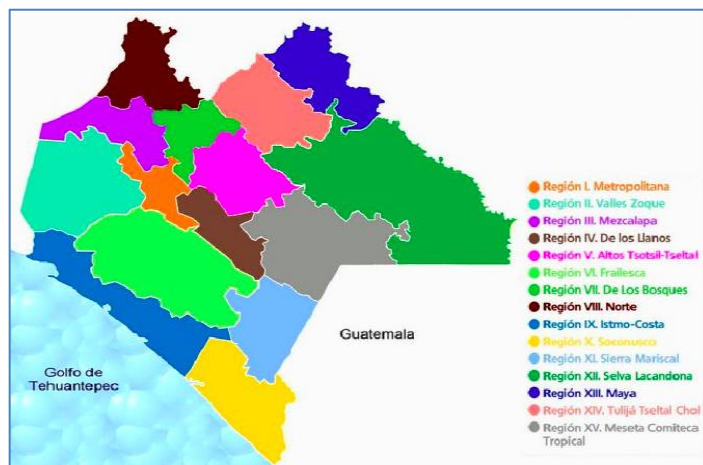 Región I. Metropolitana
Región II. Valles Zoque
Región III. Mezcalapa
Región IV. De los Llanos
Región V. Altos Tsotsil-Tseltal
Región VI. Frailesca
Región VII. De Los Bosques
Región VIII. Norte
Región IX. Istmo-Costa
Región X. Soconusco
Región XI. Sierra Mariscal
Región XII. Selva Lacandona
Región XIII. Maya
Región XIV. Tulijá Tseltal Chol
Región XV. Meseta Comiteca
Tropical
Guatemala
Golfo de
Tehuantepec